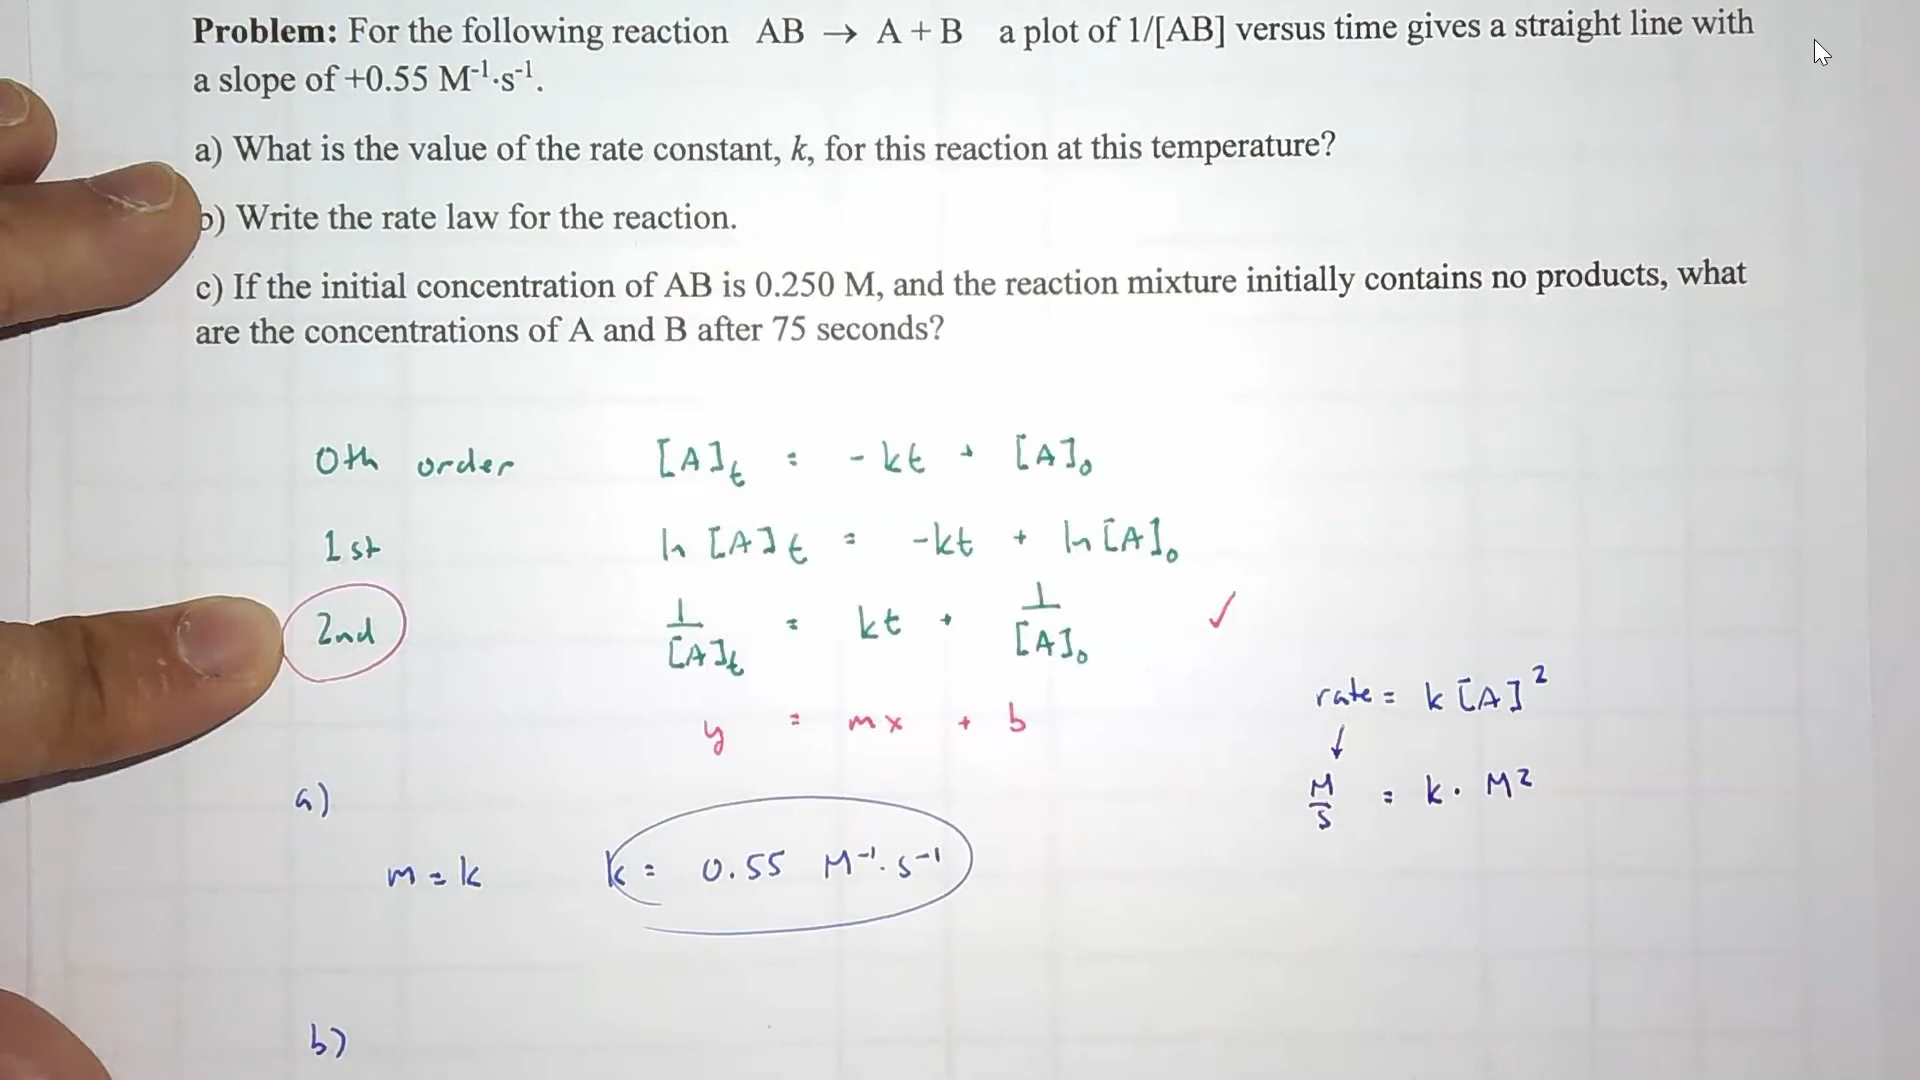 Problem: For the following reaction AB → A + B a plot of 1/[AB] versus time gives a straight line with
a slope of +0.55 M⁻¹·s⁻¹.
a) What is the value of the rate constant, k, for this reaction at this temperature?
b) Write the rate law for the reaction.
c) If the initial concentration of AB is 0.250 M, and the reaction mixture initially contains no products, what
are the concentrations of A and B after 75 seconds?
0th order [A]ₜ = -kt + [A]₀
1st ln [A]ₜ = -kt + ln [A]₀
2nd 1/[A]ₜ = kt + 1/[A]₀ ✓
y = mx + b
rate = k [A]²
↓
M/s = k · M²
a)
m = k k = 0.55 M⁻¹·s⁻¹
b)